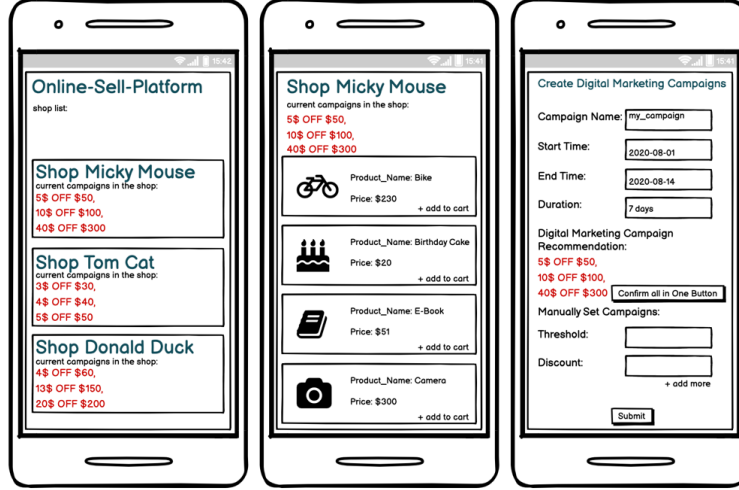 15:42
Online-Sell-Platform
shop list:
Shop Micky Mouse
current campaigns in the shop:
5$ OFF $50,
10$ OFF $100,
40$ OFF $300
Shop Tom Cat
current campaigns in the shop:
3$ OFF $30,
4$ OFF $40,
5$ OFF $50
Shop Donald Duck
current campaigns in the shop:
4$ OFF $60,
13$ OFF $150,
20$ OFF $200
15:41
Shop Micky Mouse
current campaigns in the shop:
5$ OFF $50,
10$ OFF $100,
40$ OFF $300
Product_Name: Bike
Price: $230
+ add to cart
Product_Name: Birthday Cake
Price: $20
+ add to cart
Product_Name: E-Book
Price: $51
+ add to cart
Product_Name: Camera
Price: $300
+ add to cart
15:41
Create Digital Marketing Campaigns
Campaign Name: my_campaign
Start Time: 2020-08-01
End Time: 2020-08-14
Duration: 7 days
Digital Marketing Campaign
Recommendation:
5$ OFF $50,
10$ OFF $100,
40$ OFF $300 Confirm all in One Button
Manually Set Campaigns:
Threshold:
Discount:
+ add more
Submit